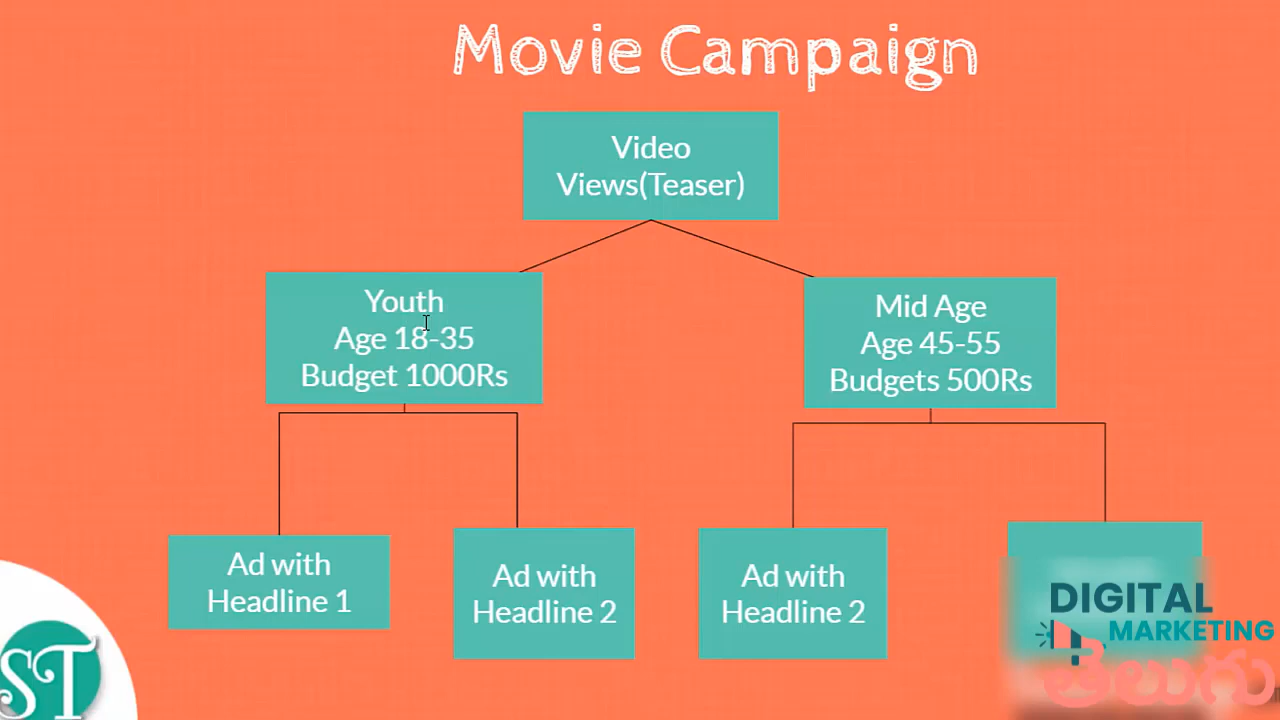 Movie Campaign
Video
Views(Teaser)
Youth
Age 18-35
Budget 1000Rs
Mid Age
Age 45-55
Budgets 500Rs
Ad with
Headline 1
Ad with
Headline 2
Ad with
Headline 2
DIGITAL
MARKETING
తెలుగు
ST